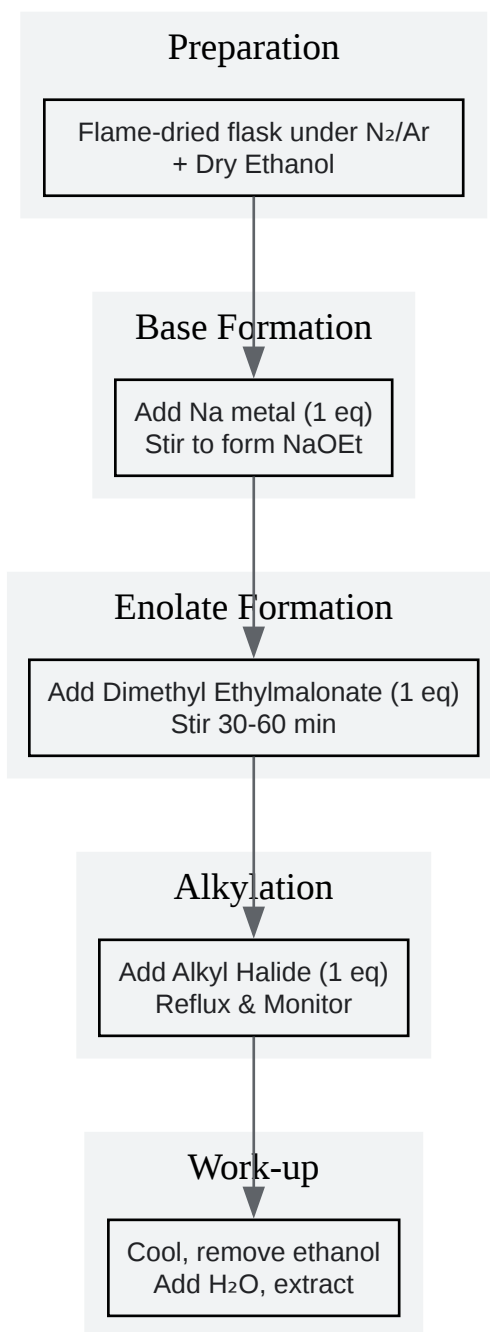 Preparation
Flame-dried flask under N₂/Ar
+ Dry Ethanol
Base Formation
Add Na metal (1 eq)
Stir to form NaOEt
Enolate Formation
Add Dimethyl Ethylmalonate (1 eq)
Stir 30-60 min
Alkylation
Add Alkyl Halide (1 eq)
Reflux & Monitor
Work-up
Cool, remove ethanol
Add H₂O, extract